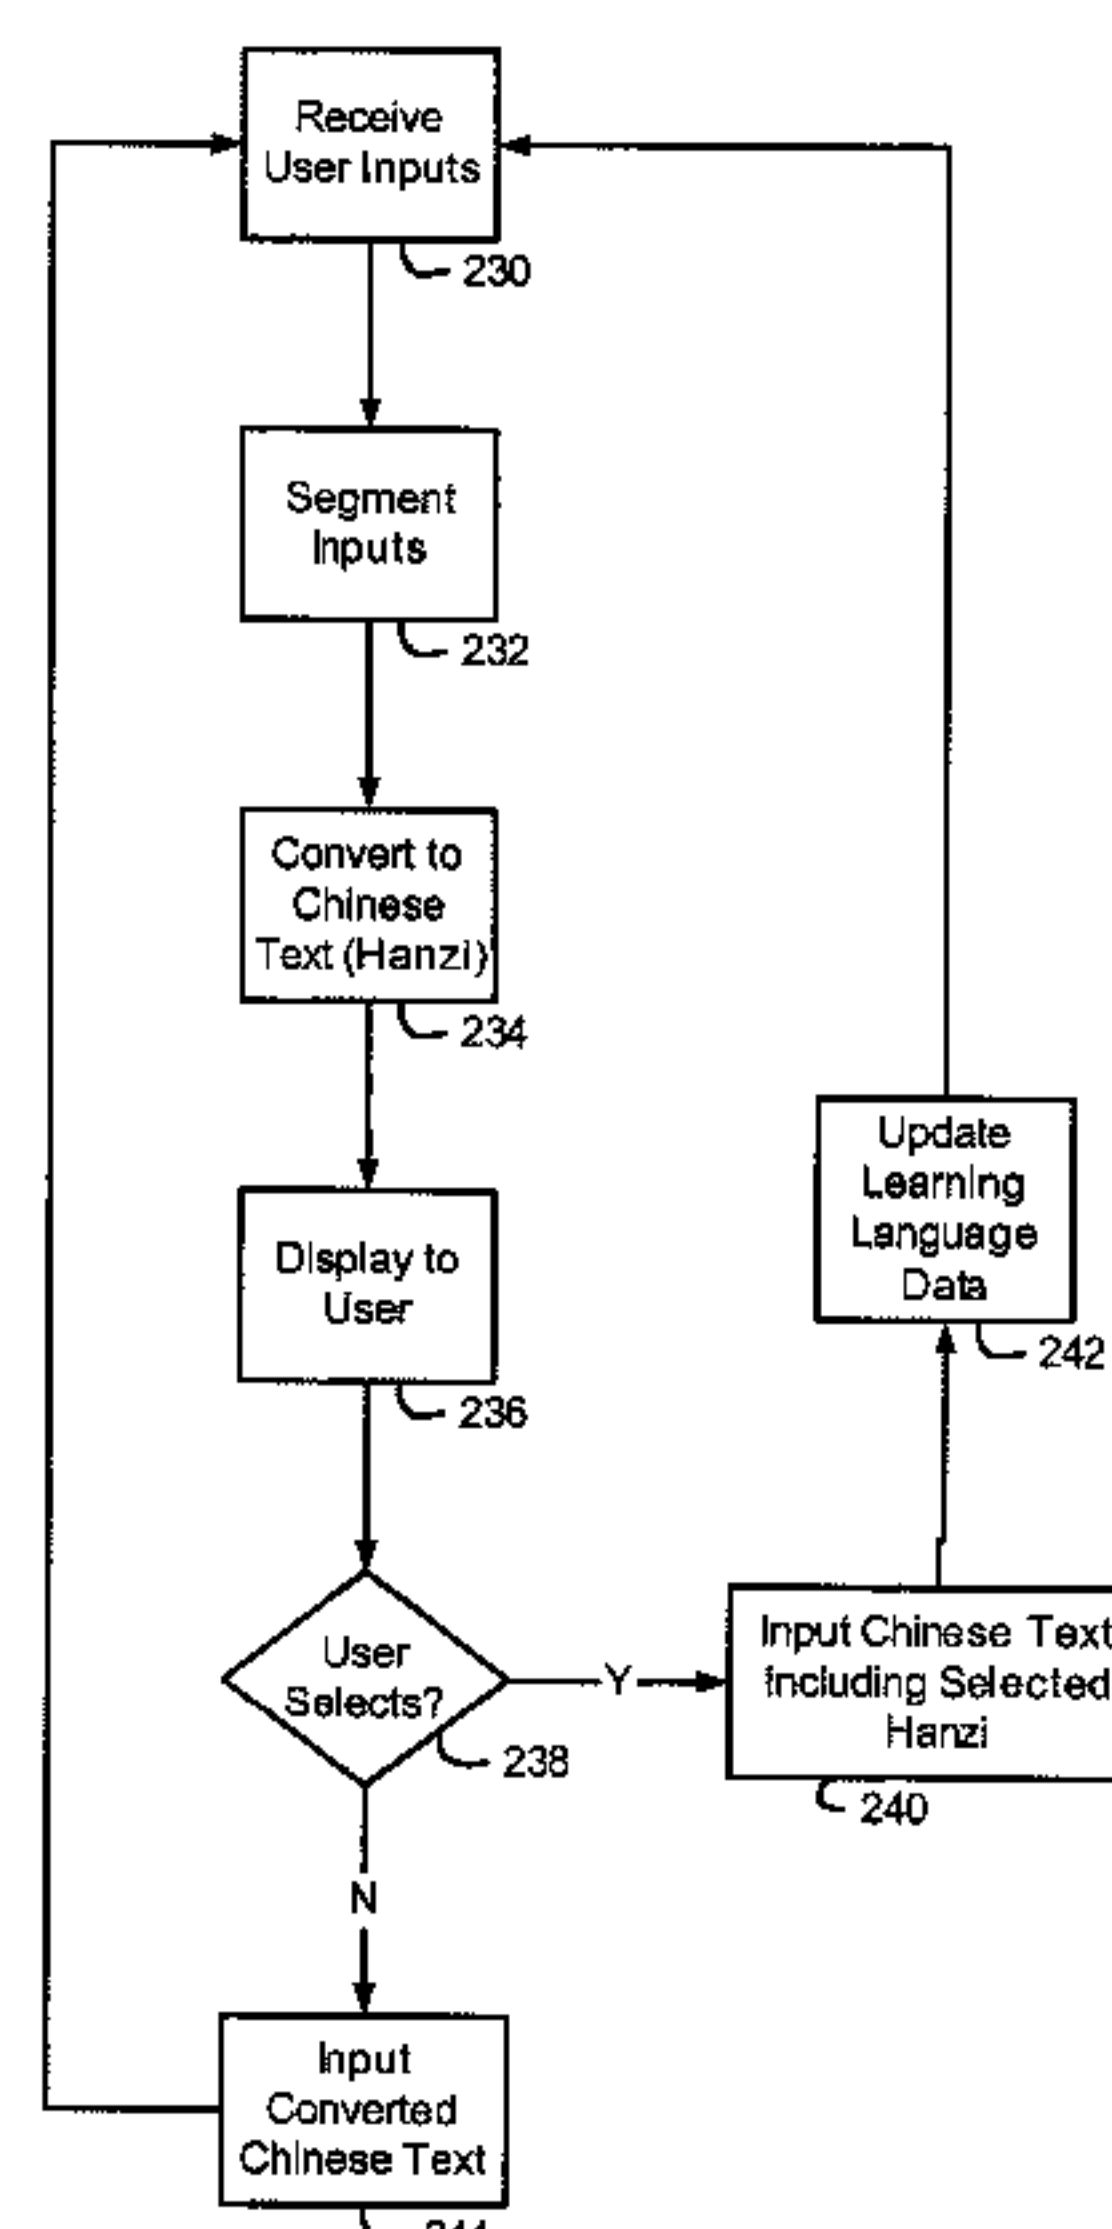 Receive
User Inputs
230
Segment
Inputs
232
Convert to
Chinese
Text (Hanzi)
234
Display to
User
236
Update
Learning
Language
Data
242
User
Selects?
238
Y
Input Chinese Text
Including Selected
Hanzi
240
N
Input
Converted
Chinese Text